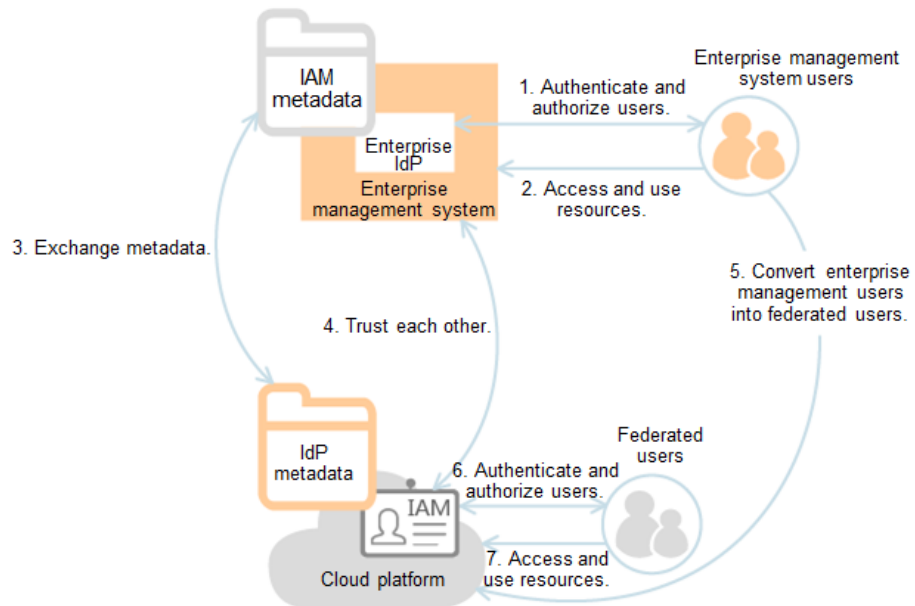 IAM
metadata
Enterprise management
system users
1. Authenticate and
authorize users.
Enterprise
IdP
2. Access and use
resources.
Enterprise
management system
3. Exchange metadata.
4. Trust each other.
5. Convert enterprise
management users
into federated users.
IdP
metadata
Federated
users
6. Authenticate and
authorize users.
IAM
7. Access and
use resources.
Cloud platform